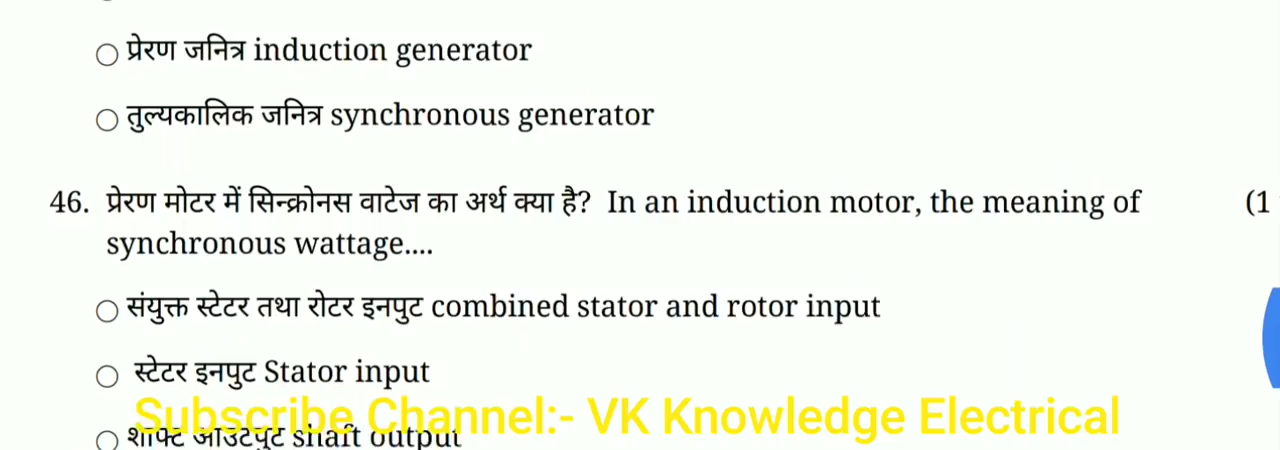 प्रेरण जनित्र induction generator
तुल्यकालिक जनित्र synchronous generator
46. प्रेरण मोटर में सिन्क्रोनस वाटेज का अर्थ क्या है? In an induction motor, the meaning of (1
synchronous wattage....
संयुक्त स्टेटर तथा रोटर इनपुट combined stator and rotor input
स्टेटर इनपुट Stator input
Subscribe Channel:- VK Knowledge Electrical
शाफ्ट आउटपुट shaft output